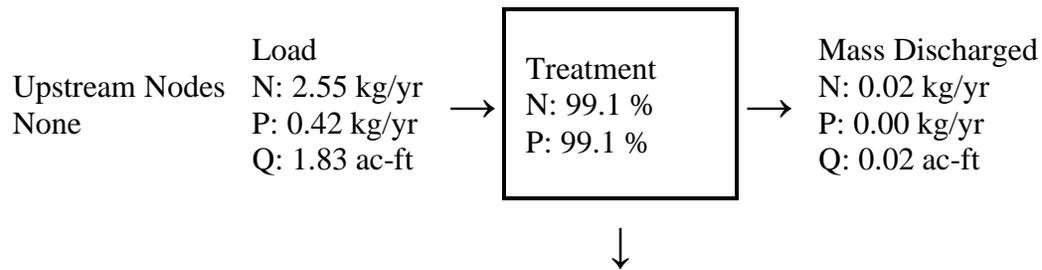 Upstream Nodes
None
Load
N: 2.55 kg/yr
P: 0.42 kg/yr
Q: 1.83 ac-ft
→
Treatment
N: 99.1 %
P: 99.1 %
→
Mass Discharged
N: 0.02 kg/yr
P: 0.00 kg/yr
Q: 0.02 ac-ft
↓